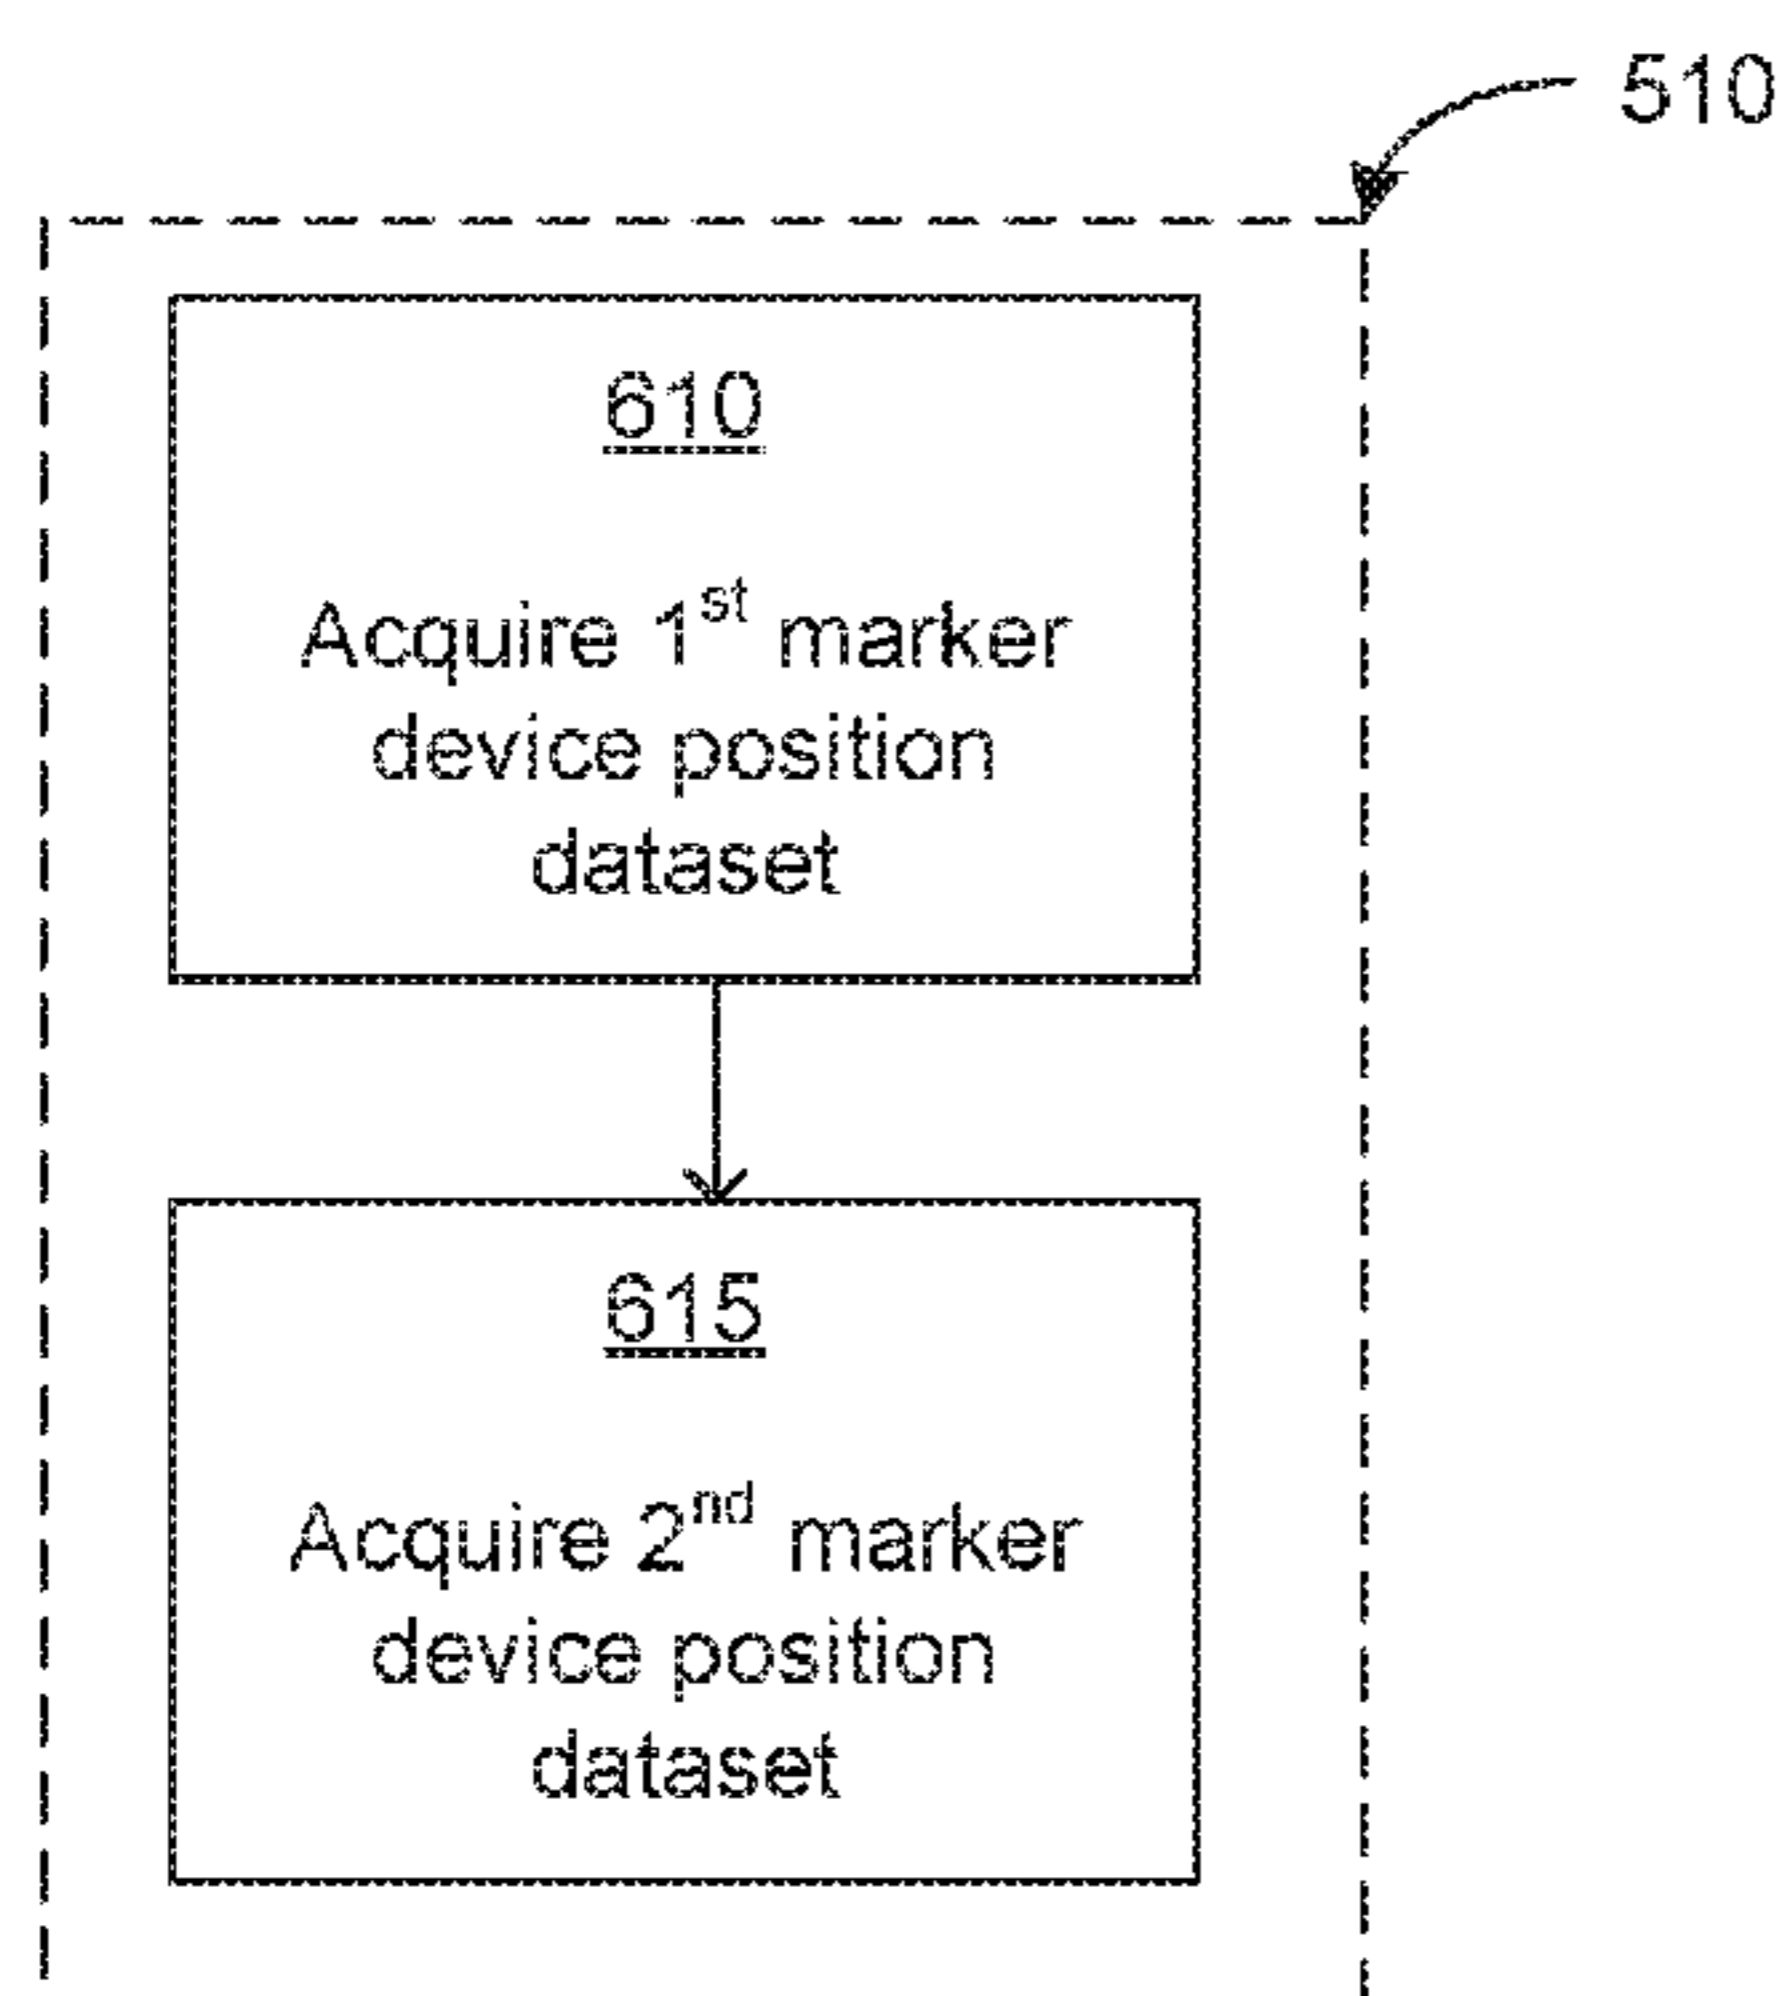 510
610
Acquire 1st marker
device position
dataset
615
Acquire 2nd marker
device position
dataset